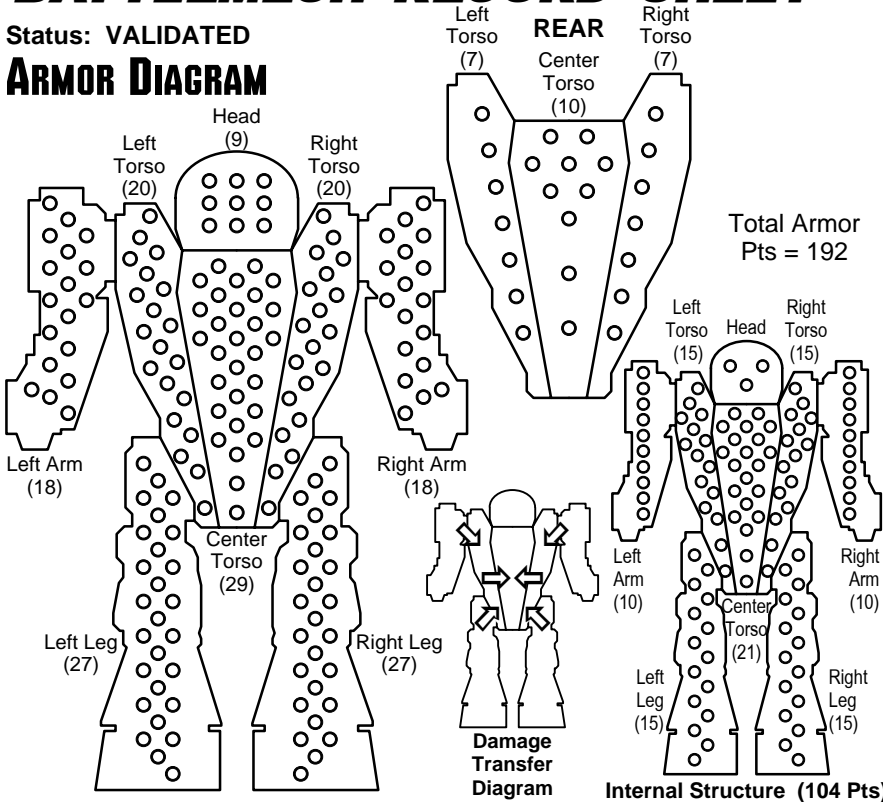 BATTLEMECH RECORD SHEET
Status: VALIDATED
ARMOR DIAGRAM
Head
(9)
Left
Torso
(20)
Right
Torso
(20)
Left Arm
(18)
Right Arm
(18)
Center
Torso
(29)
Left Leg
(27)
Right Leg
(27)
Left
Torso
(7)
REAR
Right
Torso
(7)
Center
Torso
(10)
Total Armor
Pts = 192
Left
Torso
(15)
Head
Right
Torso
(15)
Left
Arm
(10)
Right
Arm
(10)
Center
Torso
(21)
Left
Leg
(15)
Right
Leg
(15)
Damage
Transfer
Diagram
Internal Structure (104 Pts)